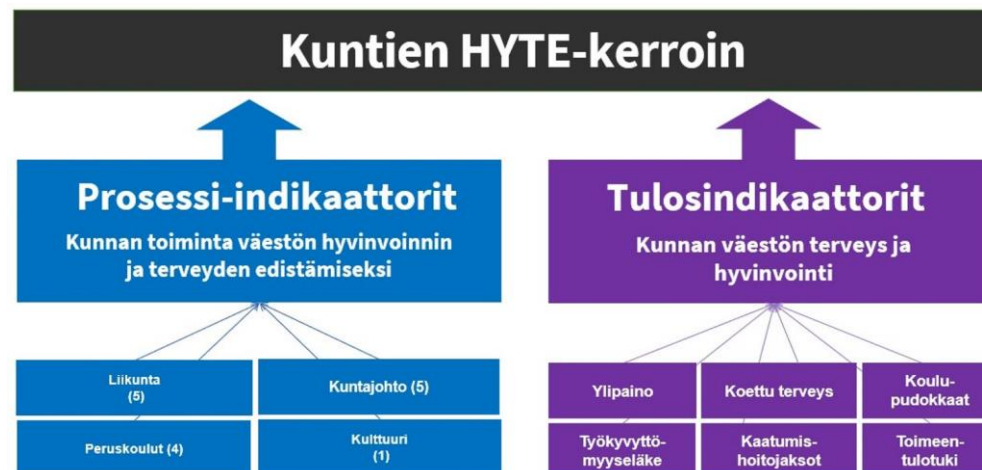 Kuntien HYTE-kerroin
Prosessi-indikaattorit
Kunnan toiminta väestön hyvinvoinnin
ja terveyden edistämiseksi
Liikunta
(5)
Kuntajohto (5)
Peruskoulut (4)
Kulttuuri
(1)
Tulosindikaattorit
Kunnan väestön terveys ja
hyvinvointi
Ylipaino
Koettu terveys
Koulu-
pudokkaat
Työkyvyttö-
myyseläke
Kaatumis-
hoitojaksot
Toimeen-
tulotuki